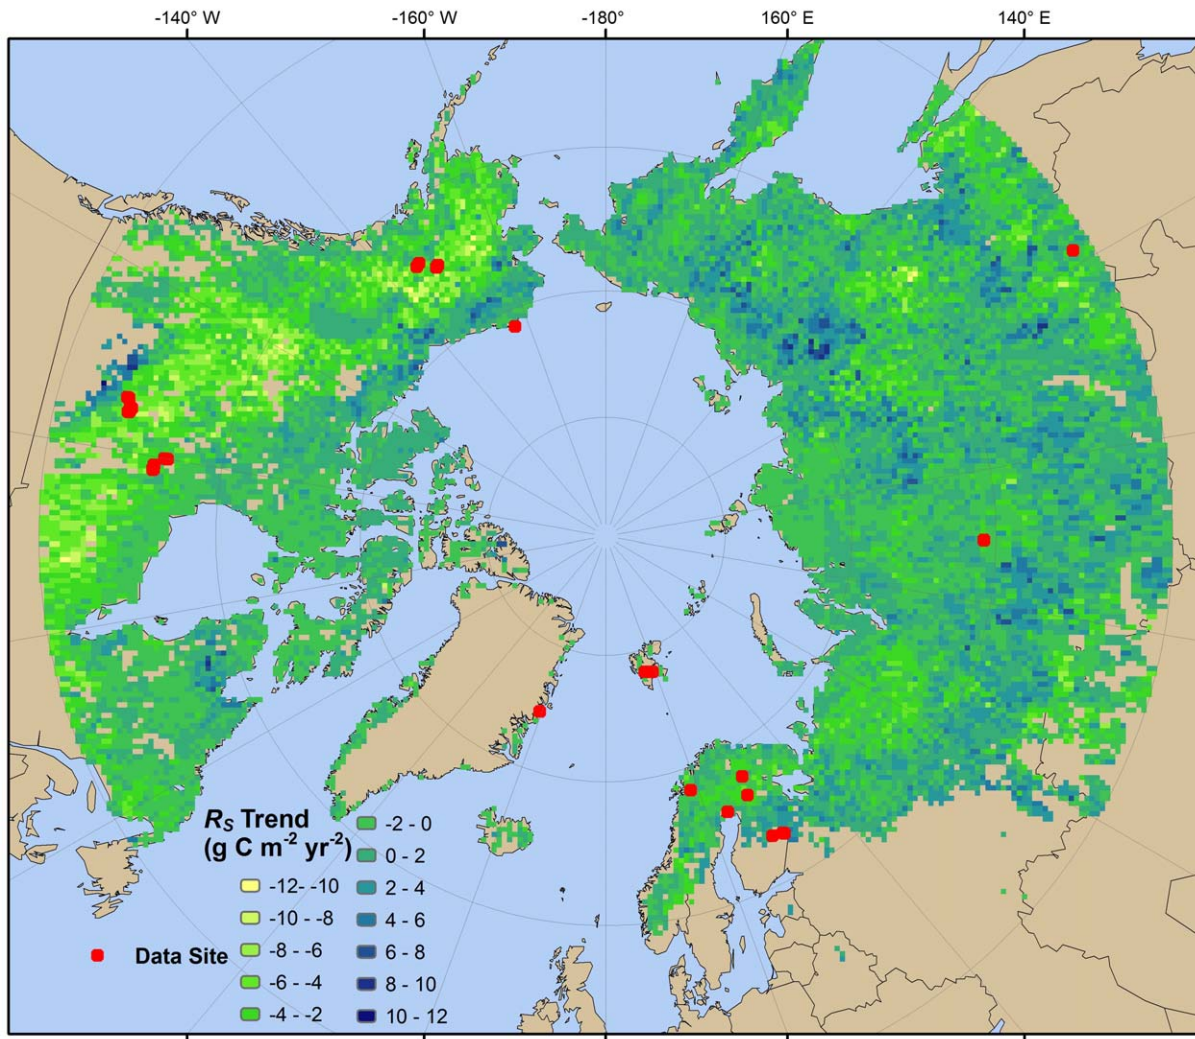 -140° W -160° W -180° 160° E 140° E
R_S Trend
(g C m⁻² yr⁻²)
-12- -10
-10 - -8
-8 - -6
-6 - -4
-4 - -2
-2 - 0
0 - 2
2 - 4
4 - 6
6 - 8
8 - 10
10 - 12
Data Site